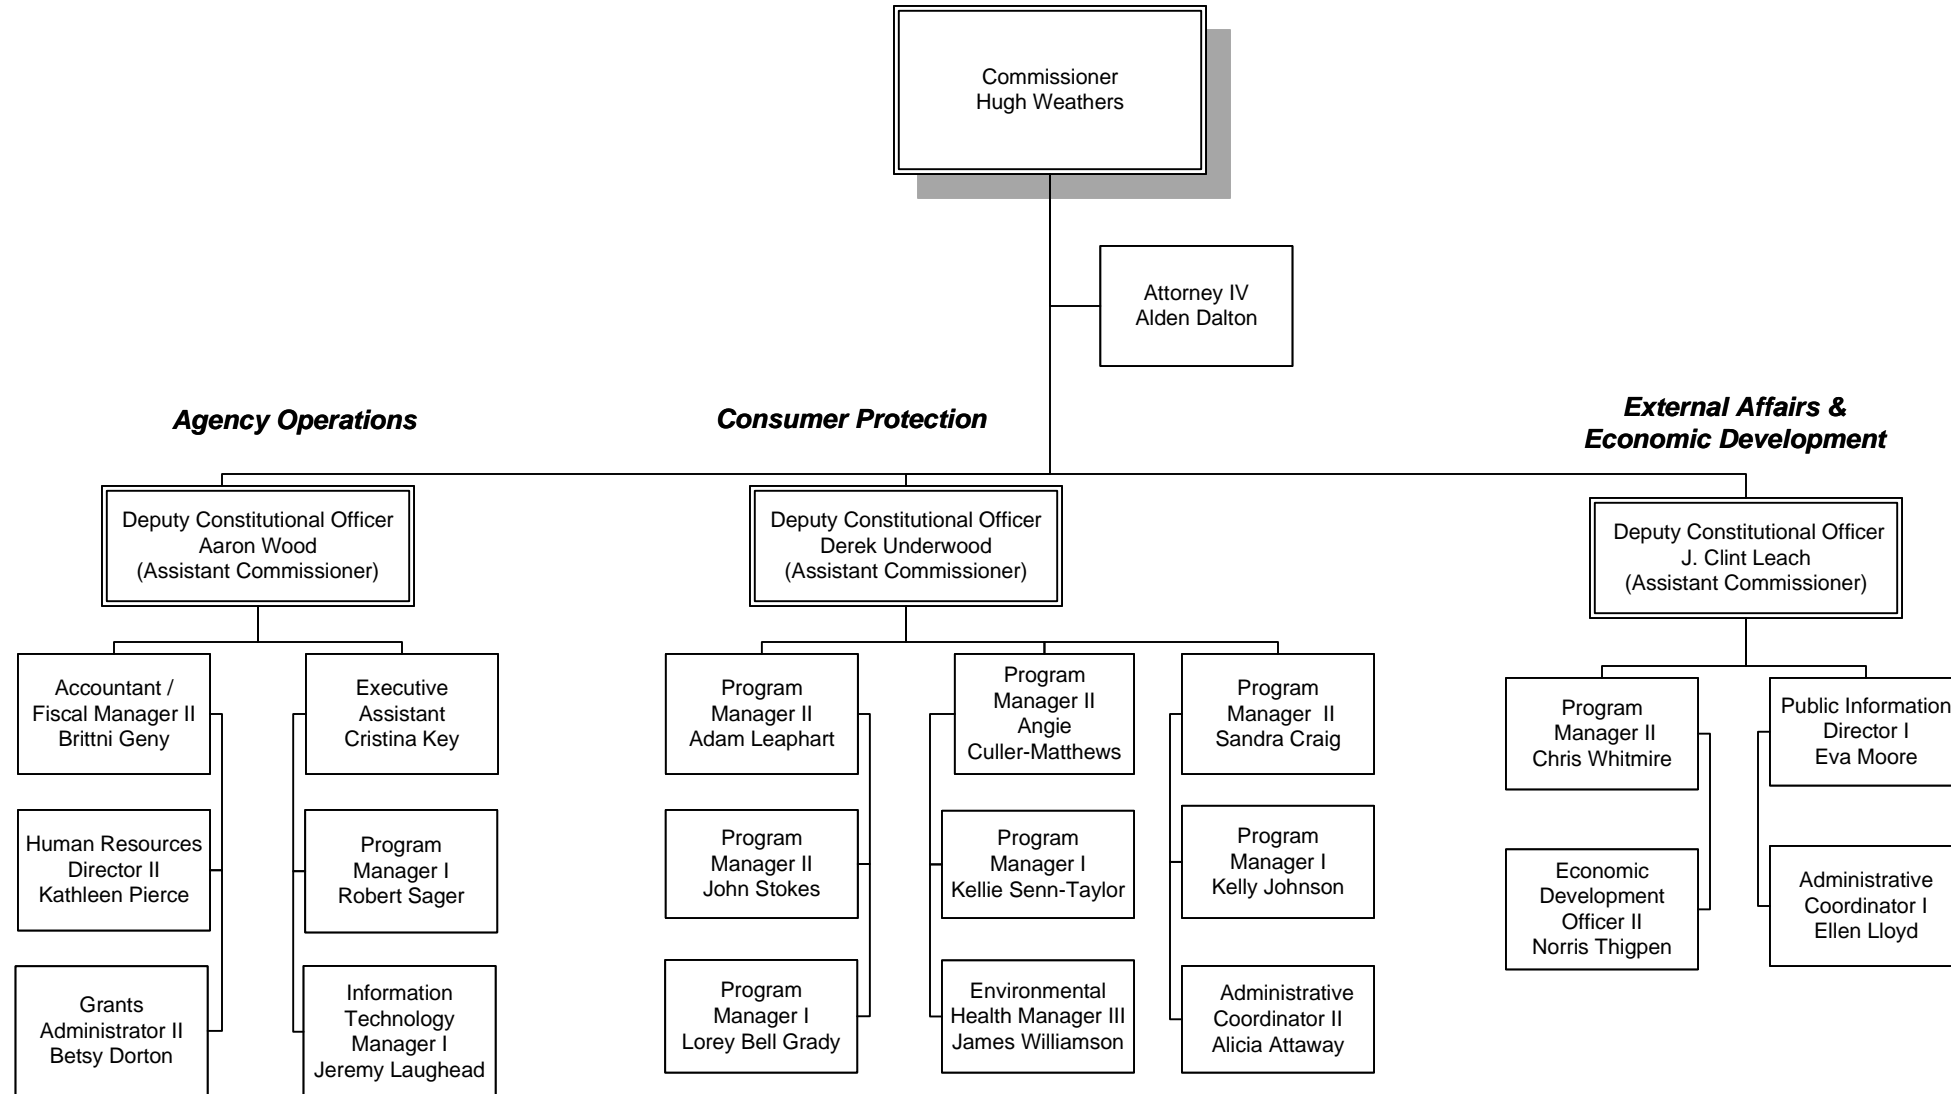 Commissioner
Hugh Weathers
Attorney IV
Alden Dalton
Agency Operations
Consumer Protection
External Affairs &
Economic Development
Deputy Constitutional Officer
Aaron Wood
(Assistant Commissioner)
Deputy Constitutional Officer
Derek Underwood
(Assistant Commissioner)
Deputy Constitutional Officer
J. Clint Leach
(Assistant Commissioner)
Accountant /
Fiscal Manager II
Brittni Geny
Executive
Assistant
Cristina Key
Program
Manager II
Adam Leaphart
Program
Manager II
Angie
Culler-Matthews
Program
Manager II
Sandra Craig
Program
Manager II
Chris Whitmire
Public Information
Director I
Eva Moore
Human Resources
Director II
Kathleen Pierce
Program
Manager I
Robert Sager
Program
Manager II
John Stokes
Program
Manager I
Kellie Senn-Taylor
Program
Manager I
Kelly Johnson
Economic
Development
Officer II
Norris Thigpen
Administrative
Coordinator I
Ellen Lloyd
Grants
Administrator II
Betsy Dorton
Information
Technology
Manager I
Jeremy Laughead
Program
Manager I
Lorey Bell Grady
Environmental
Health Manager III
James Williamson
Administrative
Coordinator II
Alicia Attaway